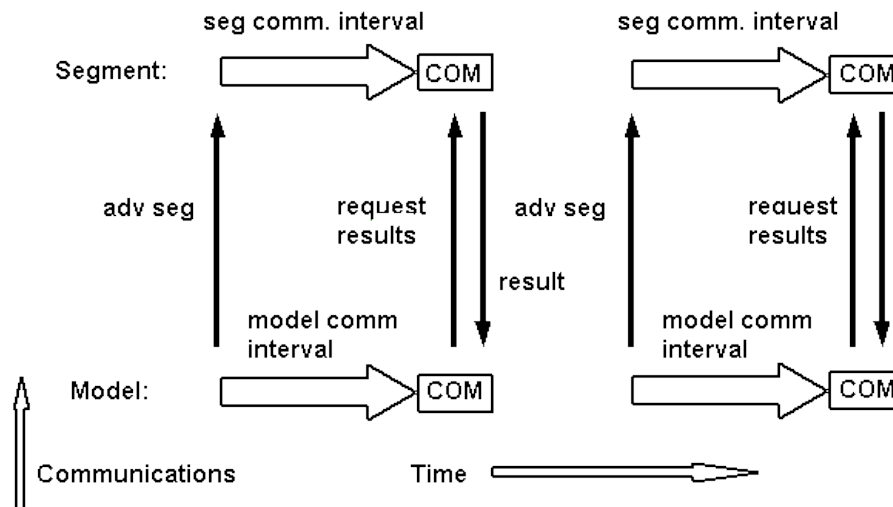 seg comm. interval
seg comm. interval
Segment:
COM
COM
adv seg
request
results
adv seg
request
results
result
model comm
interval
model comm
interval
Model:
COM
COM
Communications
Time